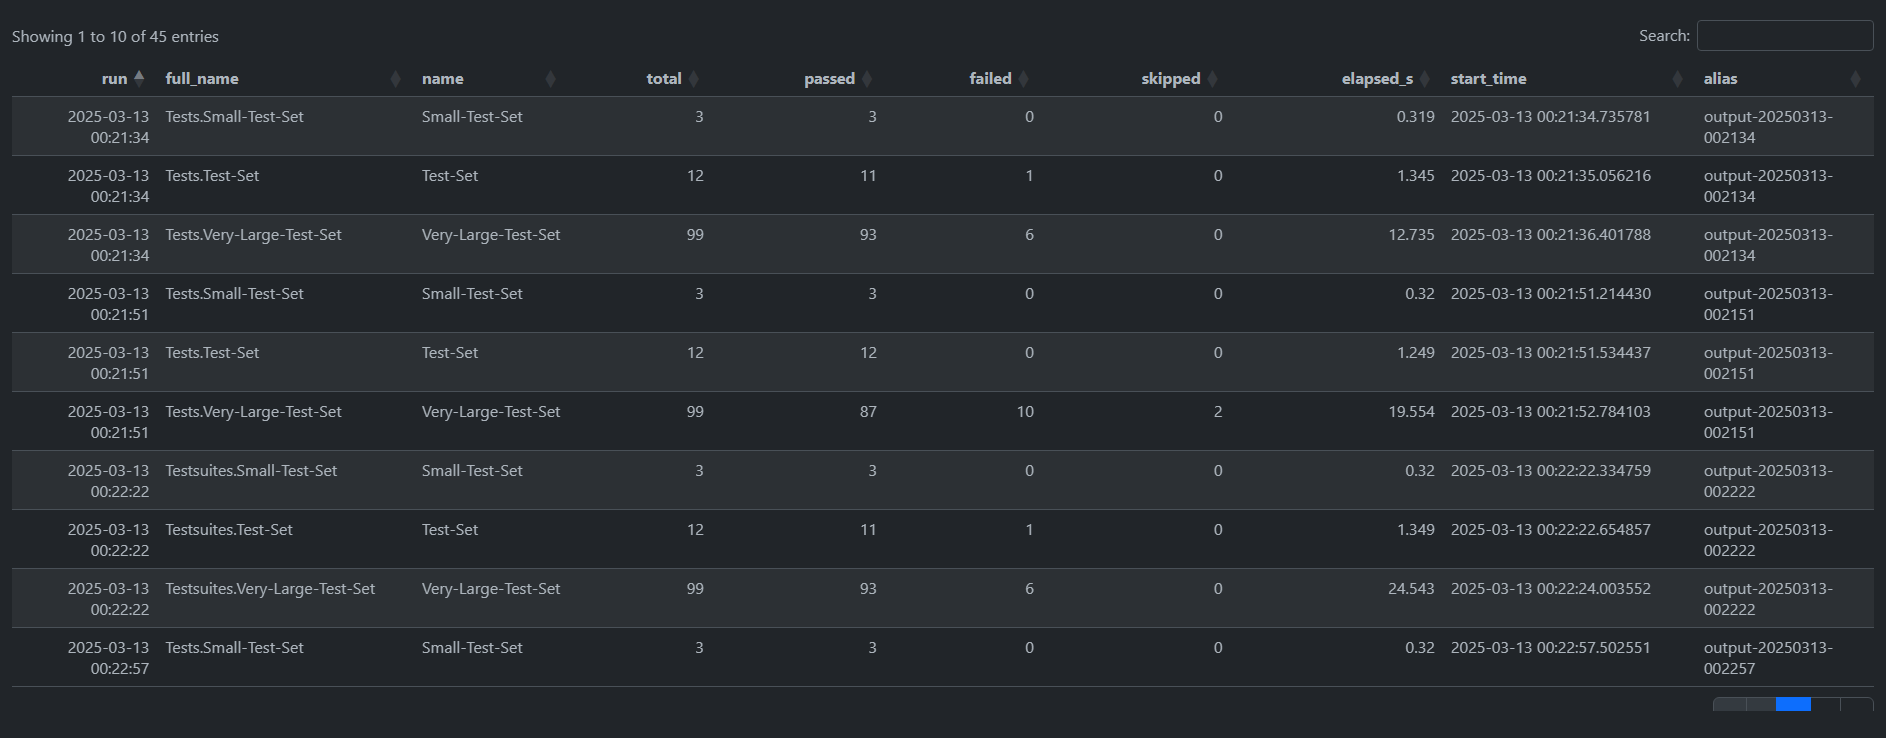 Showing 1 to 10 of 45 entries Search:
run full_name name total passed failed skipped elapsed_s start_time alias
2025-03-13 Tests.Small-Test-Set Small-Test-Set 3 3 0 0 0.319 2025-03-13 00:21:34.735781 output-20250313-
00:21:34 002134
2025-03-13 Tests.Test-Set Test-Set 12 11 1 0 1.345 2025-03-13 00:21:35.056216 output-20250313-
00:21:34 002134
2025-03-13 Tests.Very-Large-Test-Set Very-Large-Test-Set 99 93 6 0 12.735 2025-03-13 00:21:36.401788 output-20250313-
00:21:34 002134
2025-03-13 Tests.Small-Test-Set Small-Test-Set 3 3 0 0 0.32 2025-03-13 00:21:51.214430 output-20250313-
00:21:51 002151
2025-03-13 Tests.Test-Set Test-Set 12 12 0 0 1.249 2025-03-13 00:21:51.534437 output-20250313-
00:21:51 002151
2025-03-13 Tests.Very-Large-Test-Set Very-Large-Test-Set 99 87 10 2 19.554 2025-03-13 00:21:52.784103 output-20250313-
00:21:51 002151
2025-03-13 Testsuites.Small-Test-Set Small-Test-Set 3 3 0 0 0.32 2025-03-13 00:22:22.334759 output-20250313-
00:22:22 002222
2025-03-13 Testsuites.Test-Set Test-Set 12 11 1 0 1.349 2025-03-13 00:22:22.654857 output-20250313-
00:22:22 002222
2025-03-13 Testsuites.Very-Large-Test-Set Very-Large-Test-Set 99 93 6 0 24.543 2025-03-13 00:22:24.003552 output-20250313-
00:22:22 002222
2025-03-13 Tests.Small-Test-Set Small-Test-Set 3 3 0 0 0.32 2025-03-13 00:22:57.502551 output-20250313-
00:22:57 002257